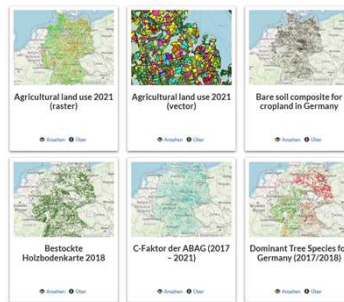 Agricultural land use 2021
(raster)
Ansehen Über
Agricultural land use 2021
(vector)
Ansehen Über
Bare soil composite for
cropland in Germany
Ansehen Über
Bestockte
Holzbodenkarte 2018
Ansehen Über
C-Faktor der ABAG (2017
– 2021)
Ansehen Über
Dominant Tree Species fo
Germany (2017/2018)
Ansehen Über